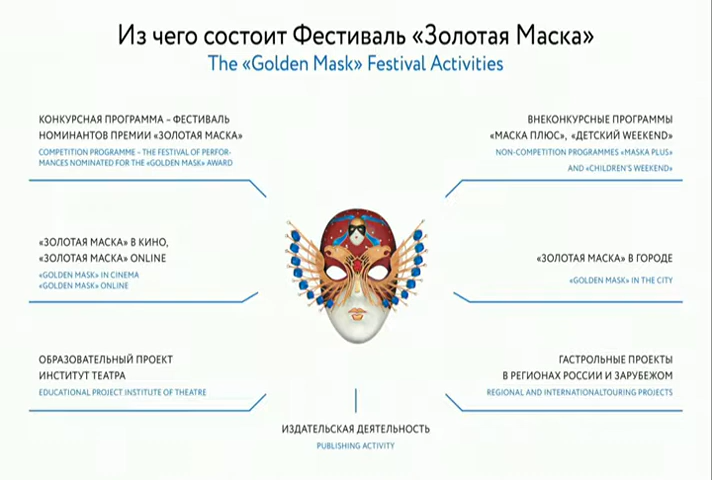 Из чего состоит Фестиваль «Золотая Маска»
The «Golden Mask» Festival Activities
КОНКУРСНАЯ ПРОГРАММА – ФЕСТИВАЛЬ
НОМИНАНТОВ ПРЕМИИ «ЗОЛОТАЯ МАСКА»
COMPETITION PROGRAMME – THE FESTIVAL OF PERFOR-
MANCES NOMINATED FOR THE «GOLDEN MASK» AWARD
ВНЕКОНКУРСНЫЕ ПРОГРАММЫ
«МАСКА ПЛЮС», «ДЕТСКИЙ WEEKEND»
NON-COMPETITION PROGRAMMES «MASKA PLUS»
AND «CHILDREN'S WEEKEND»
«ЗОЛОТАЯ МАСКА» В КИНО,
«ЗОЛОТАЯ МАСКА» ONLINE
«GOLDEN MASK» IN CINEMA
«GOLDEN MASK» ONLINE
«ЗОЛОТАЯ МАСКА» В ГОРОДЕ
«GOLDEN MASK» IN THE CITY
ОБРАЗОВАТЕЛЬНЫЙ ПРОЕКТ
ИНСТИТУТ ТЕАТРА
EDUCATIONAL PROJECT INSTITUTE OF THEATRE
ГАСТРОЛЬНЫЕ ПРОЕКТЫ
В РЕГИОНАХ РОССИИ И ЗАРУБЕЖОМ
REGIONAL AND INTERNATIONALTOURING PROJECTS
ИЗДАТЕЛЬСКАЯ ДЕЯТЕЛЬНОСТЬ
PUBLISHING ACTIVITY